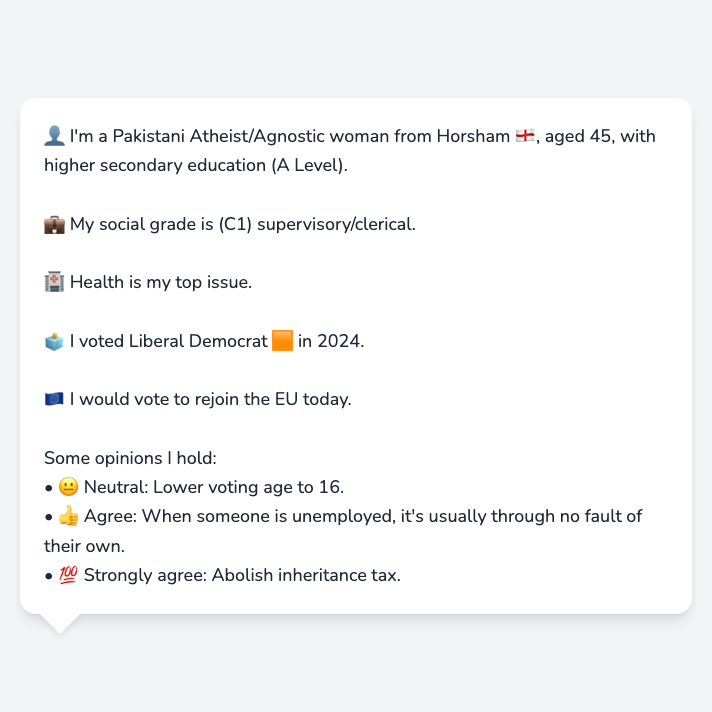 👤 I'm a Pakistani Atheist/Agnostic woman from Horsham 🏴󠁧󠁢󠁥󠁮󠁧󠁿, aged 45, with
higher secondary education (A Level).
💼 My social grade is (C1) supervisory/clerical.
🏥 Health is my top issue.
🗳️ I voted Liberal Democrat 🟧 in 2024.
🇪🇺 I would vote to rejoin the EU today.
Some opinions I hold:
• 😐 Neutral: Lower voting age to 16.
• 👍 Agree: When someone is unemployed, it's usually through no fault of
their own.
• 💯 Strongly agree: Abolish inheritance tax.